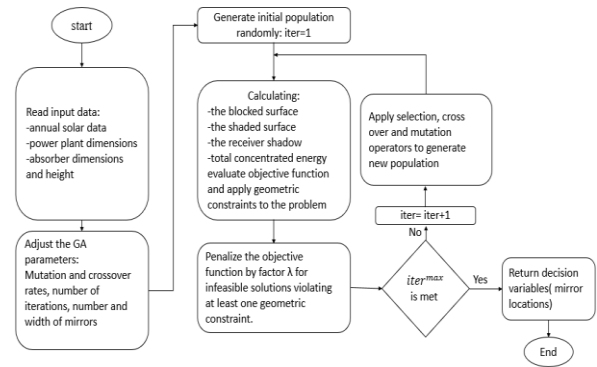 start
Read input data:
-annual solar data
-power plant dimensions
-absorber dimensions
and height
Adjust the GA
parameters:
Mutation and crossover
rates, number of
iterations, number and
width of mirrors
Generate initial population
randomly: iter=1
Calculating:
-the blocked surface
-the shaded surface
-the receiver shadow
-total concentrated energy
evaluate objective function
and apply geometric
constraints to the problem
Penalize the objective
function by factor λ for
infeasible solutions violating
at least one geometric
constraint.
Apply selection, cross
over and mutation
operators to generate
new population
iter= iter+1
No
iter^max
is met
Yes
Return decision
variables( mirror
locations)
End